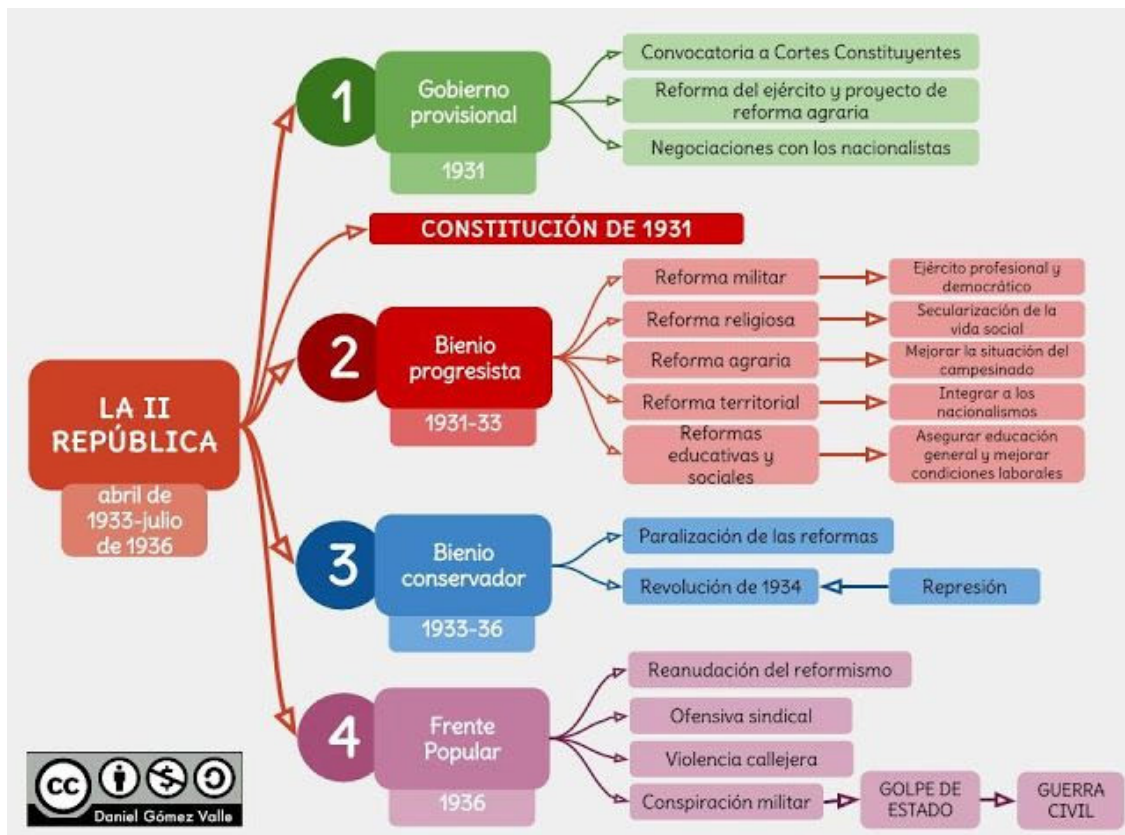 LA II
REPÚBLICA
abril de
1933-julio
de 1936
1
Gobierno
provisional
1931
Convocatoria a Cortes Constituyentes
Reforma del ejército y proyecto de
reforma agraria
Negociaciones con los nacionalistas
CONSTITUCIÓN DE 1931
2
Bienio
progresista
1931-33
Reforma militar
Ejército profesional y
democrático
Reforma religiosa
Secularización de la
vida social
Reforma agraria
Mejorar la situación del
campesinado
Reforma territorial
Integrar a los
nacionalismos
Reformas
educativas y
sociales
Asegurar educación
general y mejorar
condiciones laborales
3
Bienio
conservador
1933-36
Paralización de las reformas
Revolución de 1934
Represión
4
Frente
Popular
1936
Reanudación del reformismo
Ofensiva sindical
Violencia callejera
Conspiración militar
GOLPE DE
ESTADO
GUERRA
CIVIL
cc
Daniel Gómez Valle